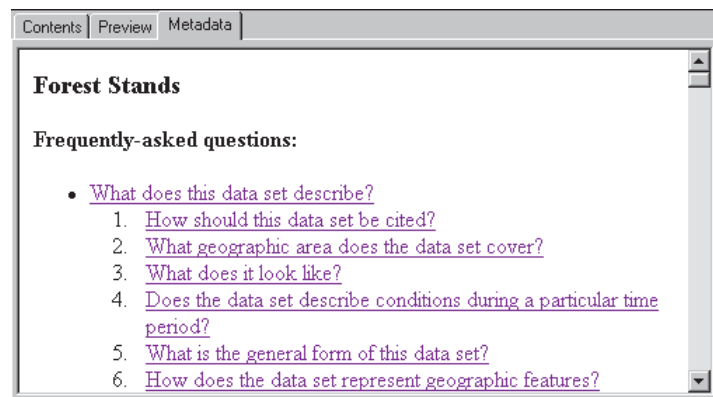 Contents Preview Metadata
Forest Stands
Frequently-asked questions:
• What does this data set describe?
1. How should this data set be cited?
2. What geographic area does the data set cover?
3. What does it look like?
4. Does the data set describe conditions during a particular time
period?
5. What is the general form of this data set?
6. How does the data set represent geographic features?